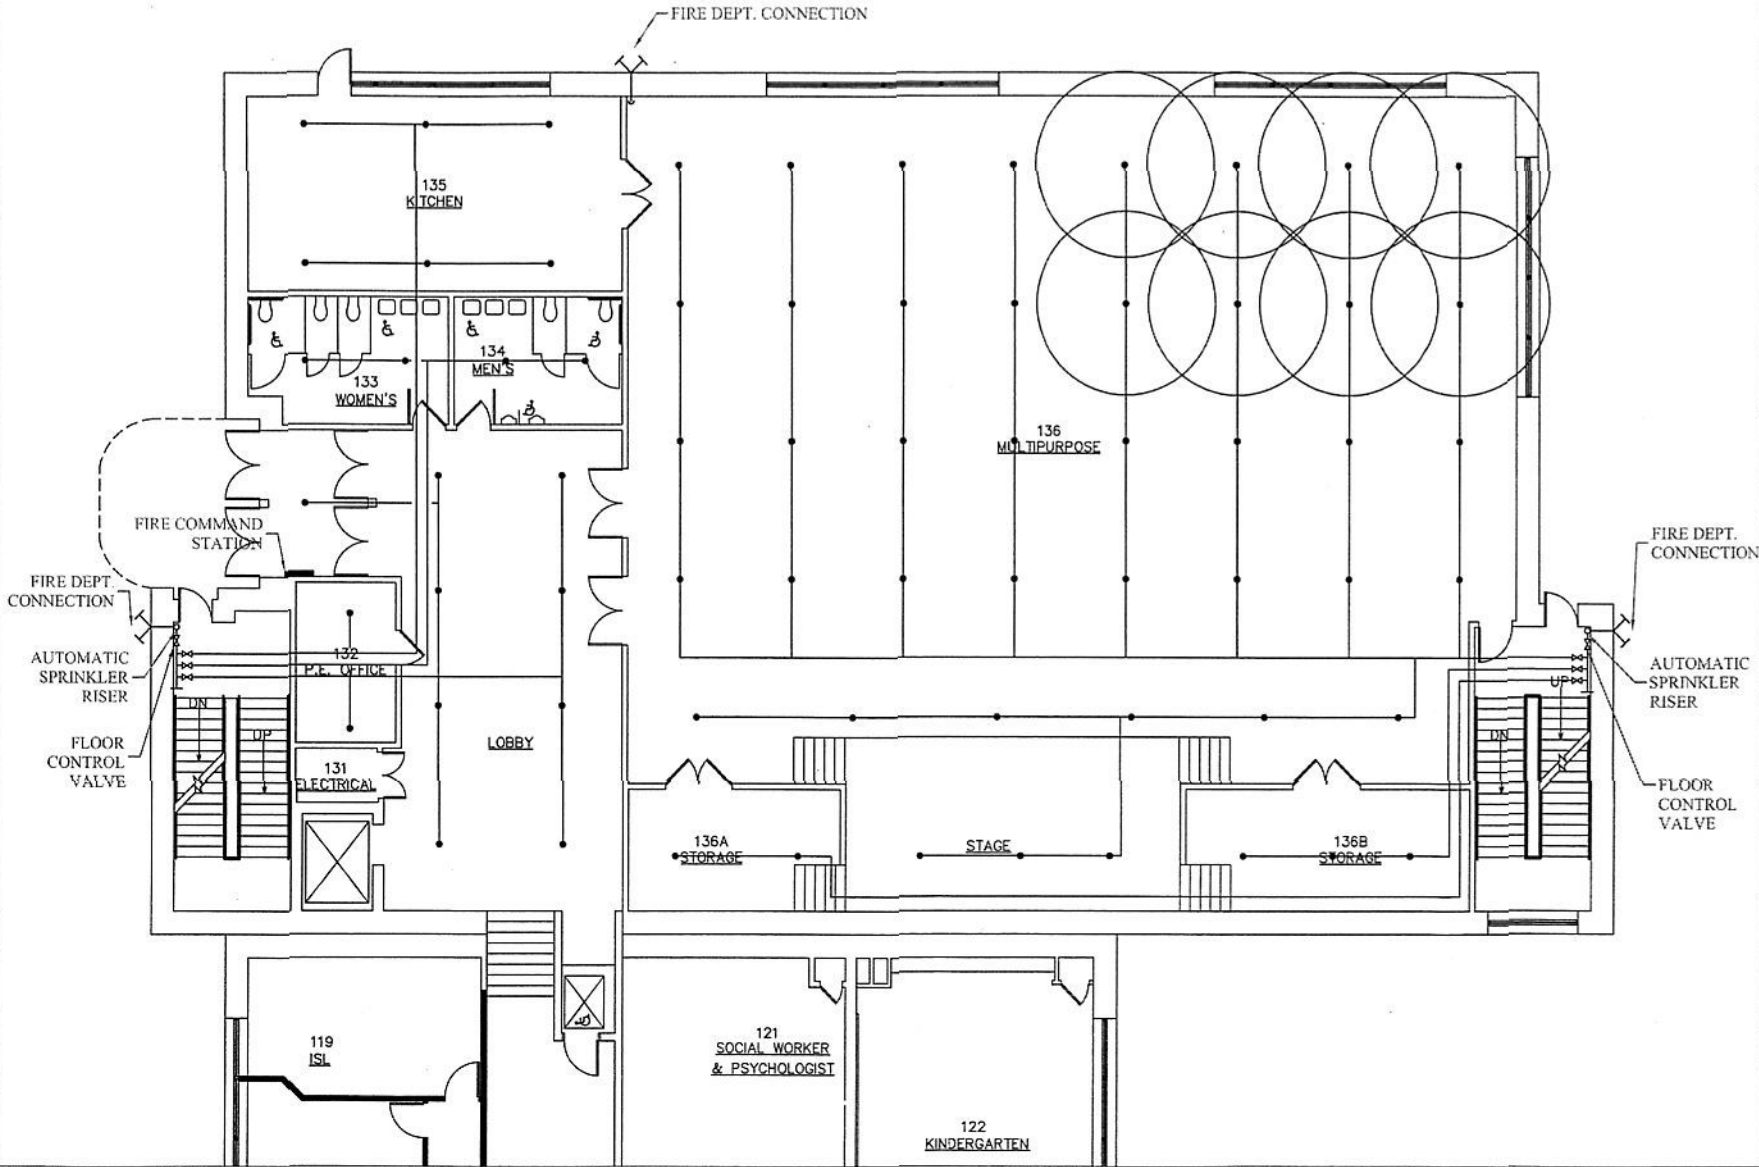 FIRE DEPT. CONNECTION
135
KITCHEN
134
MEN'S
133
WOMEN'S
136
MULTIPURPOSE
FIRE COMMAND
STATION
FIRE DEPT.
CONNECTION
FIRE DEPT.
CONNECTION
AUTOMATIC
SPRINKLER
RISER
132
P.E. OFFICE
AUTOMATIC
SPRINKLER
RISER
UP
DN
UP
DN
FLOOR
CONTROL
VALVE
LOBBY
131
ELECTRICAL
FLOOR
CONTROL
VALVE
136A
STORAGE
STAGE
136B
STORAGE
119
ISL
121
SOCIAL WORKER
& PSYCHOLOGIST
122
KINDERGARTEN